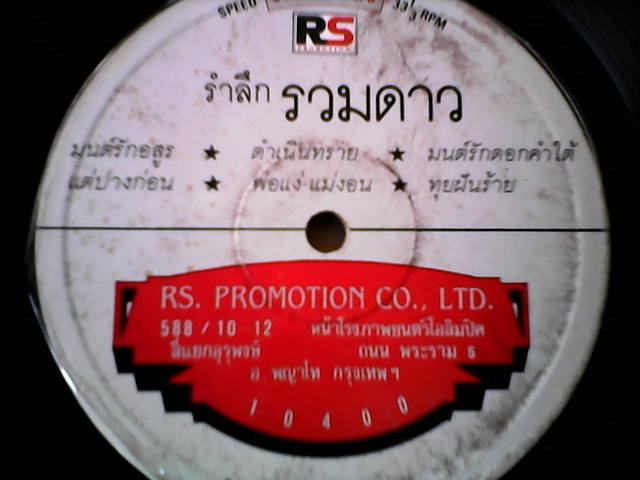 SPEED 33⅓ RPM
RS
PROMOTION
รำลึก รวมดาว
มนต์รักอสูร ★ ดำเนินทราย ★ มนต์รักดอกคำใต้
แต่ปางก่อน ★ พ่อแง่-แม่งอน ★ ทุยฝันร้าย
RS. PROMOTION CO., LTD.
588 / 10 12 หน้าโรงภาพยนตร์โอลิมปิค
สี่แยกอุรุพงษ์ ถนน พระราม 6
อ. พญาไท กรุงเทพฯ
10400